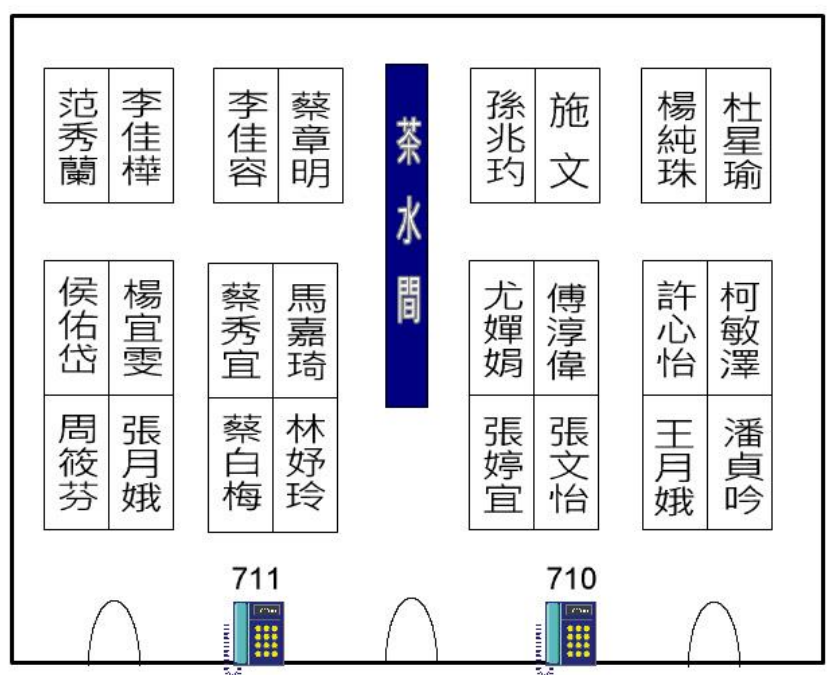 范秀蘭
李佳樺
李佳容
蔡章明
茶水間
孫兆玓
施文
楊純珠
杜星瑜
侯佑岱
楊宜雯
蔡秀宜
馬嘉琦
尤嬋娟
傅淳偉
許心怡
柯敏澤
周筱芬
張月娥
蔡白梅
林妤玲
張婷宜
張文怡
王月娥
潘貞吟
711
710